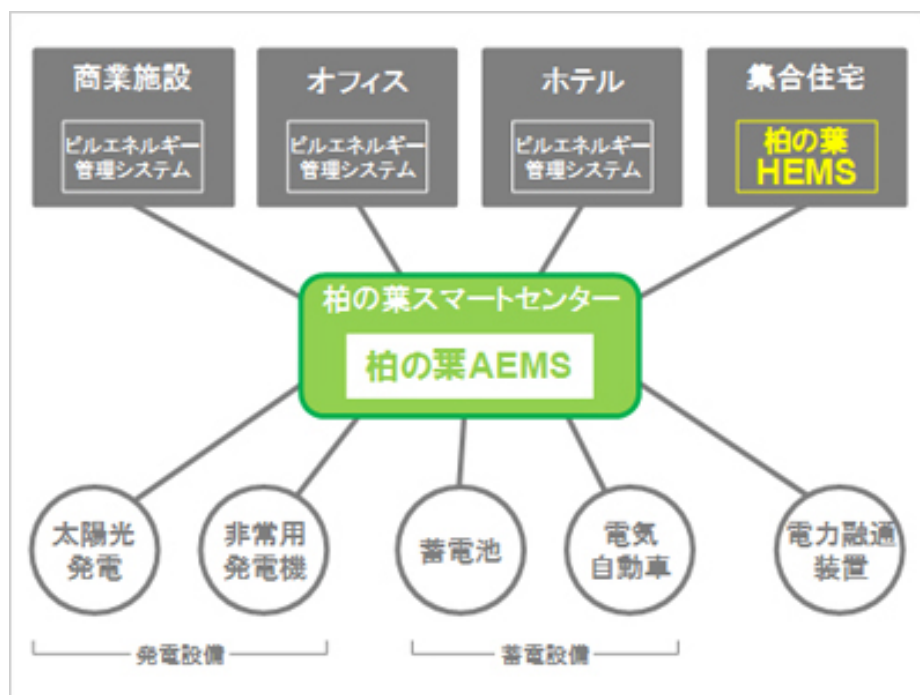 商業施設
ビルエネルギー
管理システム
オフィス
ビルエネルギー
管理システム
ホテル
ビルエネルギー
管理システム
集合住宅
柏の葉
HEMS
柏の葉スマートセンター
柏の葉AEMS
太陽光
発電
非常用
発電機
蓄電池
電気
自動車
電力融通
装置
発電設備
蓄電設備